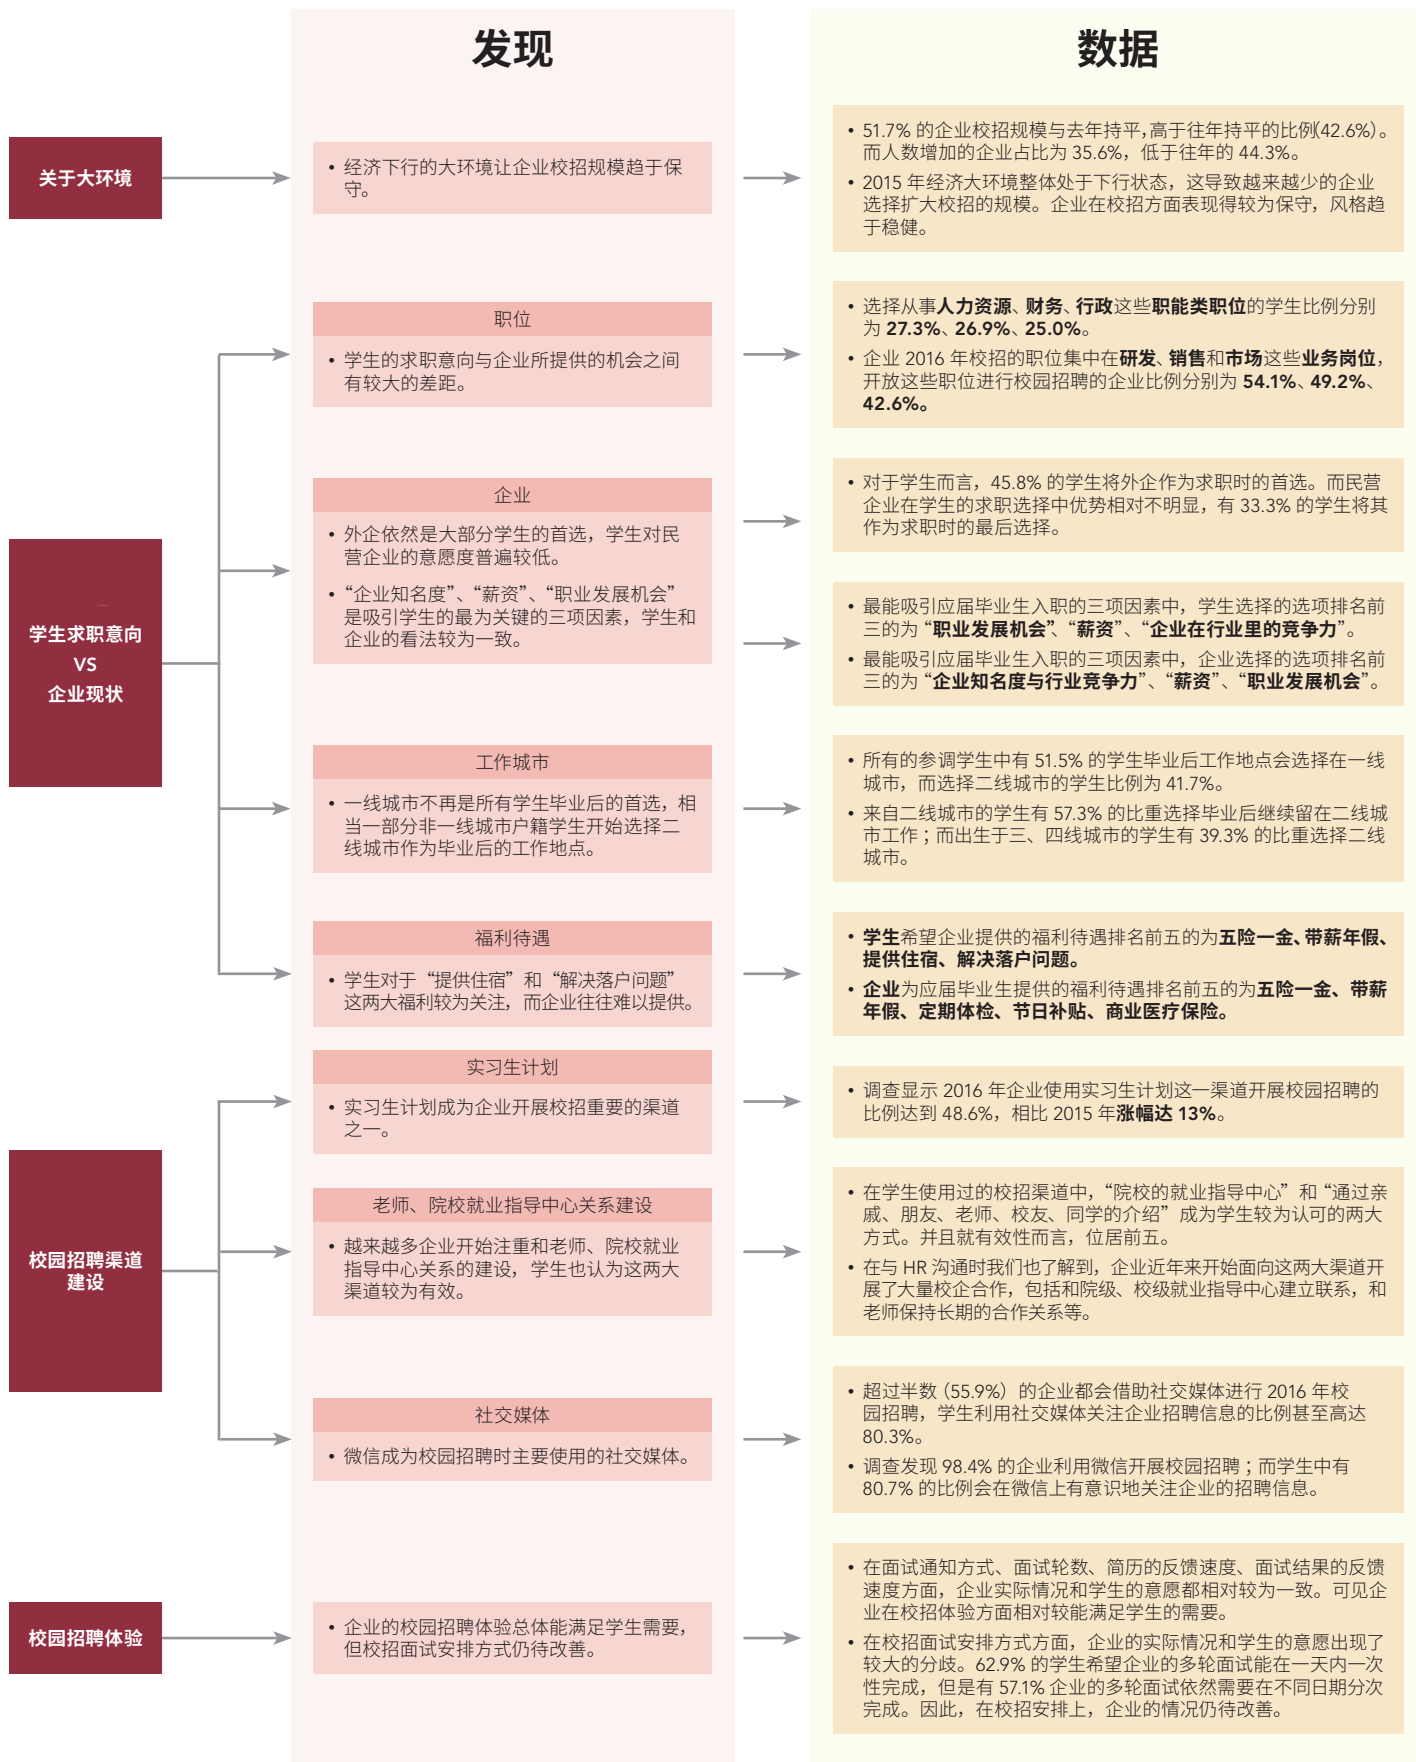 发现
数据
关于大环境
• 经济下行的大环境让企业校招规模趋于保
守。
• 51.7% 的企业校招规模与去年持平,高于往年持平的比例(42.6%)。
而人数增加的企业占比为 35.6%，低于往年的 44.3%。
• 2015 年经济大环境整体处于下行状态，这导致越来越少的企业
选择扩大校招的规模。企业在校招方面表现得较为保守，风格趋
于稳健。
学生求职意向
VS
企业现状
职位
• 学生的求职意向与企业所提供的机会之间
有较大的差距。
• 选择从事人力资源、财务、行政这些职能类职位的学生比例分别
为 27.3%、26.9%、25.0%。
• 企业 2016 年校招的职位集中在研发、销售和市场这些业务岗位，
开放这些职位进行校园招聘的企业比例分别为 54.1%、49.2%、
42.6%。
企业
• 外企依然是大部分学生的首选，学生对民
营企业的意愿度普遍较低。
• “企业知名度”、“薪资”、“职业发展机会”
是吸引学生的最为关键的三项因素，学生和
企业的看法较为一致。
• 对于学生而言，45.8% 的学生将外企作为求职时的首选。而民营
企业在学生的求职选择中优势相对不明显，有 33.3% 的学生将其
作为求职时的最后选择。
• 最能吸引应届毕业生入职的三项因素中，学生选择的选项排名前
三的为 “职业发展机会”、“薪资”、“企业在行业里的竞争力”。
• 最能吸引应届毕业生入职的三项因素中，企业选择的选项排名前
三的为 “企业知名度与行业竞争力”、“薪资”、“职业发展机会”。
工作城市
• 一线城市不再是所有学生毕业后的首选，相
当一部分非一线城市户籍学生开始选择二
线城市作为毕业后的工作地点。
• 所有的参调学生中有 51.5% 的学生毕业后工作地点会选择在一线
城市，而选择二线城市的学生比例为 41.7%。
• 来自二线城市的学生有 57.3% 的比重选择毕业后继续留在二线城
市工作；而出生于三、四线城市的学生有 39.3% 的比重选择二线
城市。
福利待遇
• 学生对于“提供住宿”和“解决落户问题”
这两大福利较为关注，而企业往往难以提供。
• 学生希望企业提供的福利待遇排名前五的为五险一金、带薪年假、
提供住宿、解决落户问题。
• 企业为应届毕业生提供的福利待遇排名前五的为五险一金、带薪
年假、定期体检、节日补贴、商业医疗保险。
校园招聘渠道
建设
实习生计划
• 实习生计划成为企业开展校招重要的渠道
之一。
• 调查显示 2016 年企业使用实习生计划这一渠道开展校园招聘的
比例达到 48.6%，相比 2015 年涨幅达 13%。
老师、院校就业指导中心关系建设
• 越来越多企业开始注重和老师、院校就业
指导中心关系的建设，学生也认为这两大
渠道较为有效。
• 在学生使用过的校招渠道中，“院校的就业指导中心” 和 “通过亲
戚、朋友、老师、校友、同学的介绍” 成为学生较为认可的两大
方式。并且就有效性而言，位居前五。
• 在与 HR 沟通时我们也了解到，企业近年来开始面向这两大渠道开
展了大量校企合作，包括和院级、校级就业指导中心建立联系，和
老师保持长期的合作关系等。
社交媒体
• 微信成为校园招聘时主要使用的社交媒体。
• 超过半数（55.9%）的企业都会借助社交媒体进行 2016 年校
园招聘，学生利用社交媒体关注企业招聘信息的比例甚至高达
80.3%。
• 调查发现 98.4% 的企业利用微信开展校园招聘；而学生中有
80.7% 的比例会在微信上有意识地关注企业的招聘信息。
校园招聘体验
• 企业的校园招聘体验总体能满足学生需要，
但校招面试安排方式仍待改善。
• 在面试通知方式、面试轮数、简历的反馈速度、面试结果的反馈
速度方面，企业实际情况和学生的意愿都相对较为一致。可见企
业在校招体验方面相对较能满足学生的需要。
• 在校招面试安排方式方面，企业的实际情况和学生的意愿出现了
较大的分歧。62.9% 的学生希望企业的多轮面试能在一天内一次
性完成，但是有 57.1% 企业的多轮面试依然需要在不同日期分次
完成。因此，在校招安排上，企业的情况仍待改善。